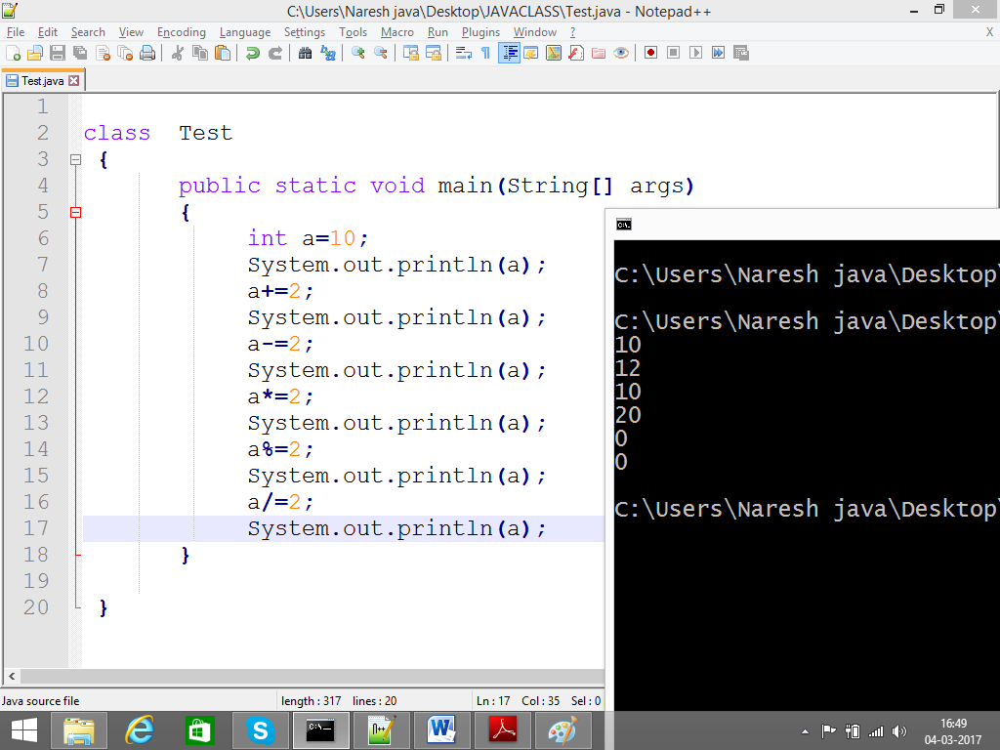 C:\Users\Naresh java\Desktop\JAVACLASS\Test.java - Notepad++
File Edit Search View Encoding Language Settings Tools Macro Run Plugins Window ? X
Test.java
1
2 class Test
3 {
4 public static void main(String[] args)
5 {
6 int a=10;
7 System.out.println(a);
8 a+=2;
9 System.out.println(a);
10 a-=2;
11 System.out.println(a);
12 a*=2;
13 System.out.println(a);
14 a%=2;
15 System.out.println(a);
16 a/=2;
17 System.out.println(a);
18 }
19
20 }
C:\.
C:\Users\Naresh java\Desktop\
C:\Users\Naresh java\Desktop\
10
12
10
20
0
0
C:\Users\Naresh java\Desktop\
Java source file length : 317 lines : 20 Ln : 17 Col : 35 Sel : 0
16:49
04-03-2017